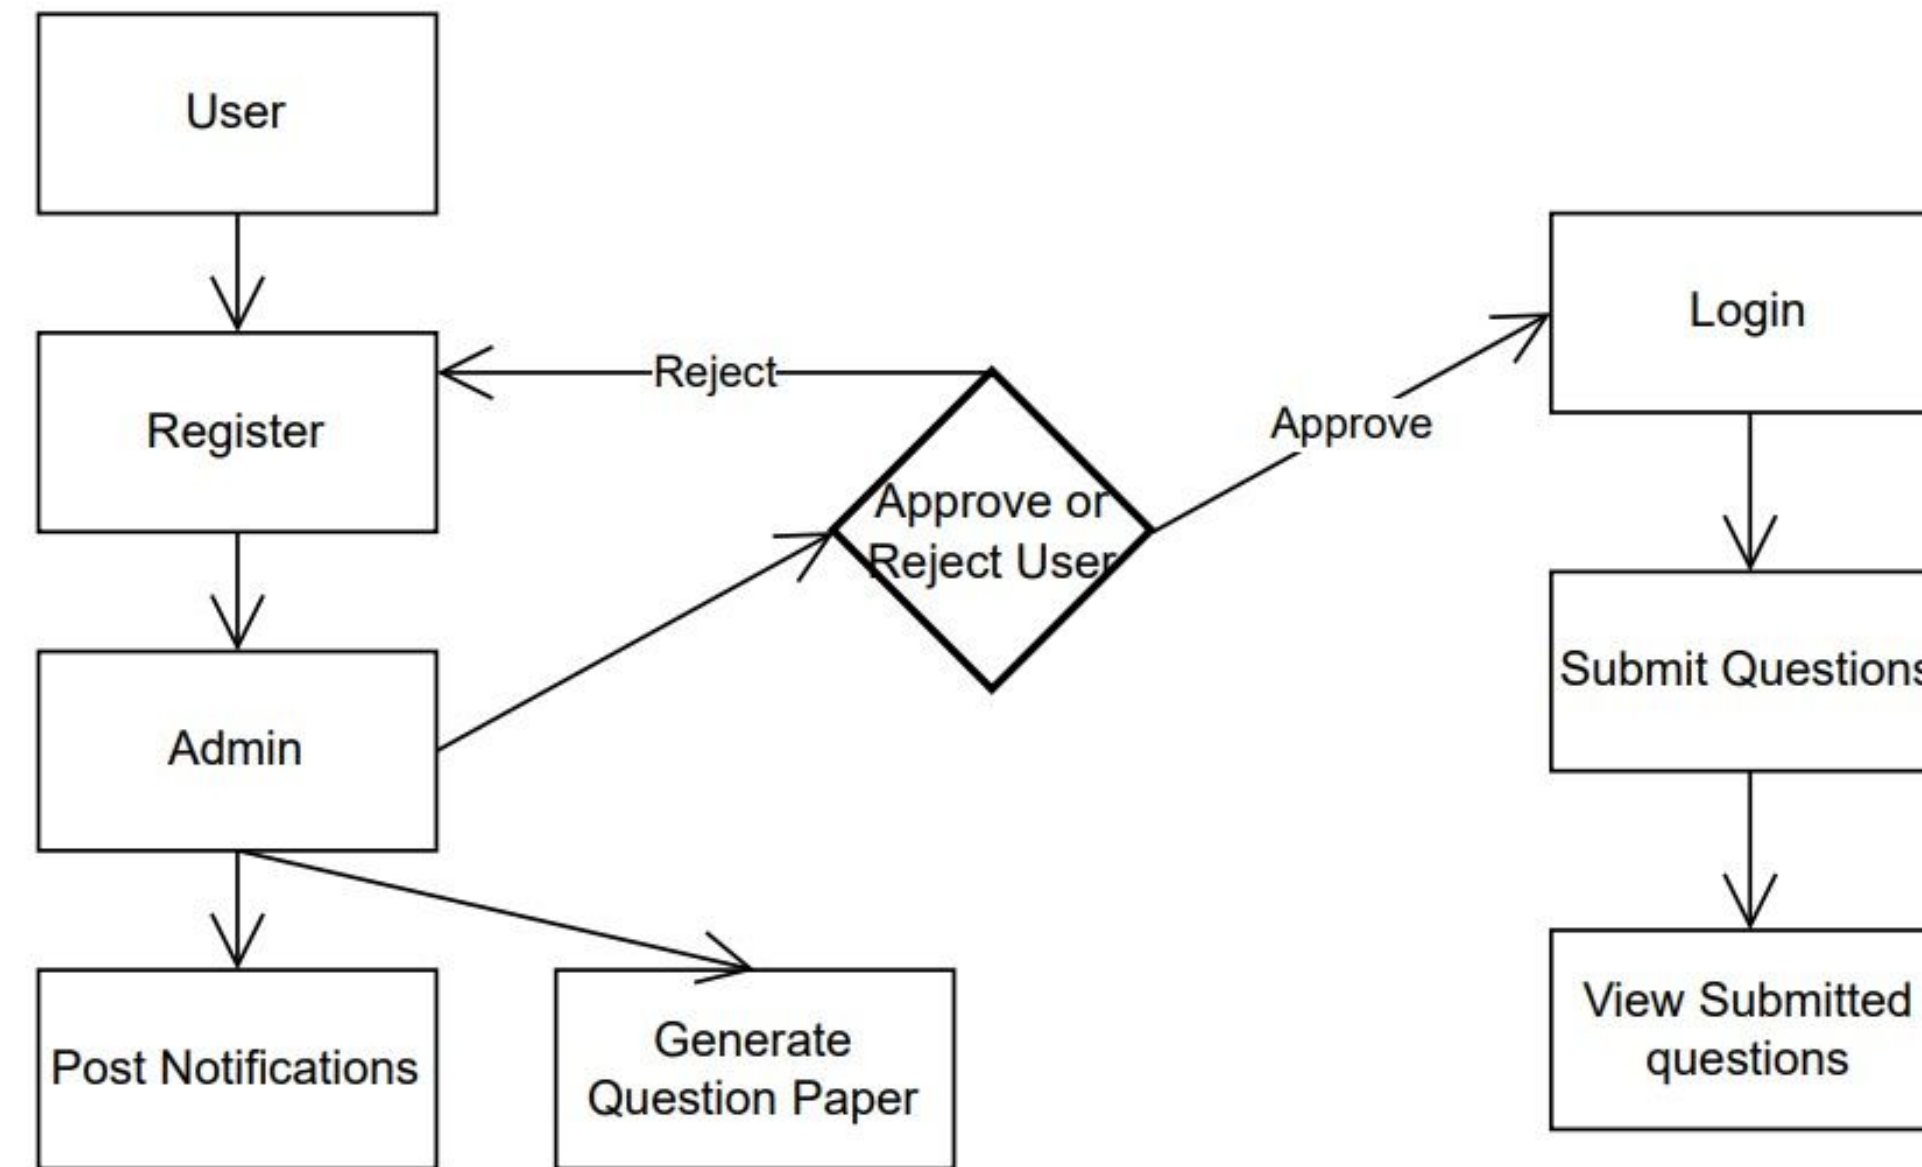 User
Register
Reject
Login
Approve
Approve or
Reject User
Submit Questions
Admin
Post Notifications
Generate
Question Paper
View Submitted
questions